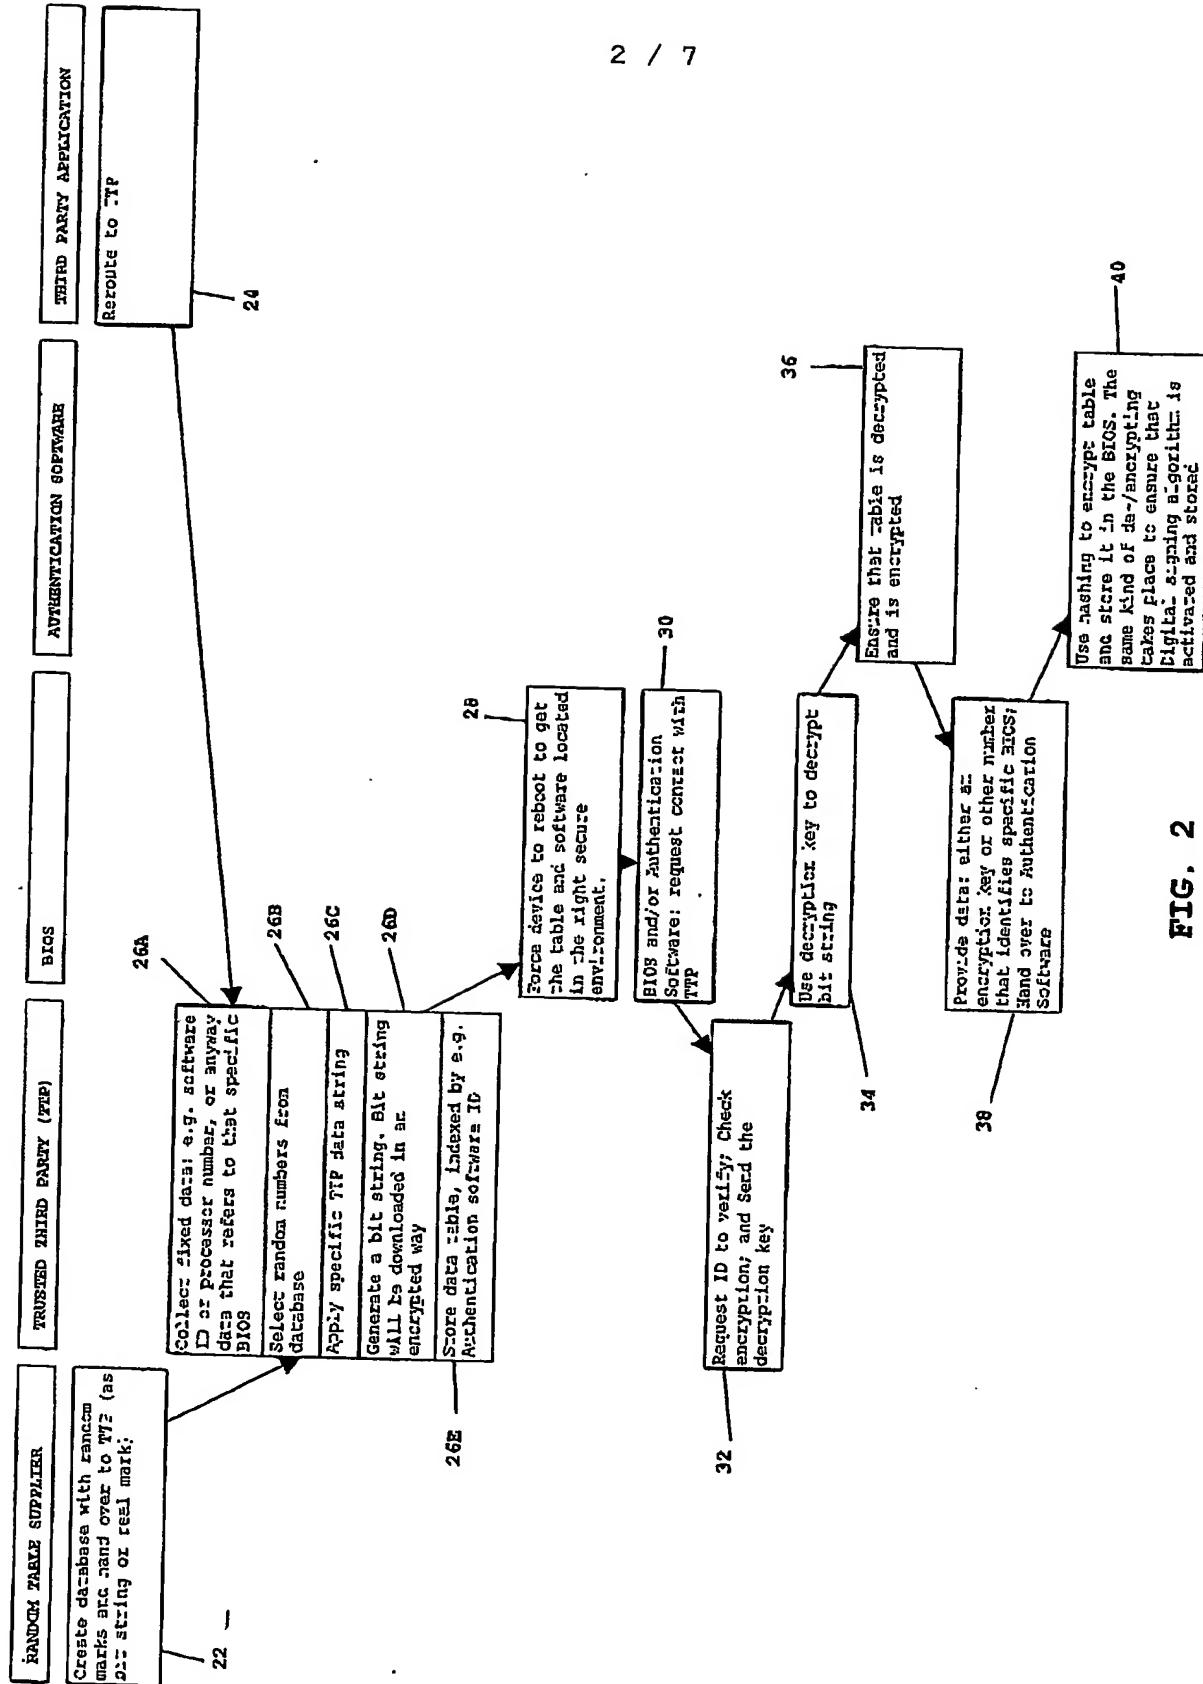 2 / 7
RANDOM TABLE SUPPLIER
TRUSTED THIRD PARTY (TTP)
BIOS
AUTHENTICATION SOFTWARE
THIRD PARTY APPLICATION
Create database with random
marks and hand over to TTP (as
bit string or real mark)
22
Reroute to TTP
24
Collect fixed data: e.g. software
ID or processor number, or anyway,
data that refers to that specific
BIOS
26A
Select random numbers from
database
26B
Apply specific TTP data string
26C
Generate a bit string. Bit string
will be downloaded in an
encrypted way
26D
Store data table, indexed by e.g.
Authentication software ID
26E
Force device to reboot to get
the table and software located
in the right secure
environment.
28
BIOS and/or Authentication
Software: request contact with
TTP
30
Request ID to verify; Check
encryption; and Send the
decryption key
32
Use decryption key to decrypt
bit string
34
Ensure that table is decrypted
and is encrypted
36
Provide data: either an
encryption key or other number
that identifies specific BIOS;
Hand over to Authentication
Software
38
Use hashing to encrypt table
and store it in the BIOS. The
same kind of de-/encrypting
takes place to ensure that
Digital signing algorithm is
activated and stored
40
FIG. 2